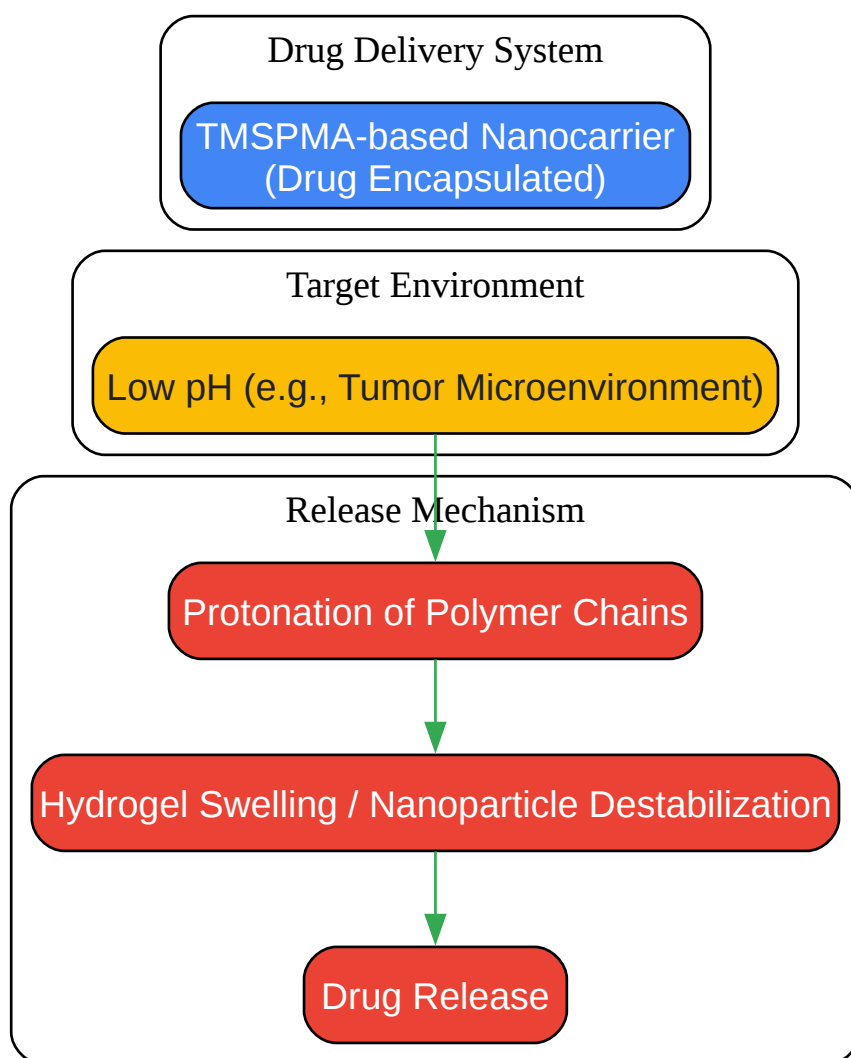 Drug Delivery System
TMSPMA-based Nanocarrier
(Drug Encapsulated)
Target Environment
Low pH (e.g., Tumor Microenvironment)
Release Mechanism
Protonation of Polymer Chains
Hydrogel Swelling / Nanoparticle Destabilization
Drug Release